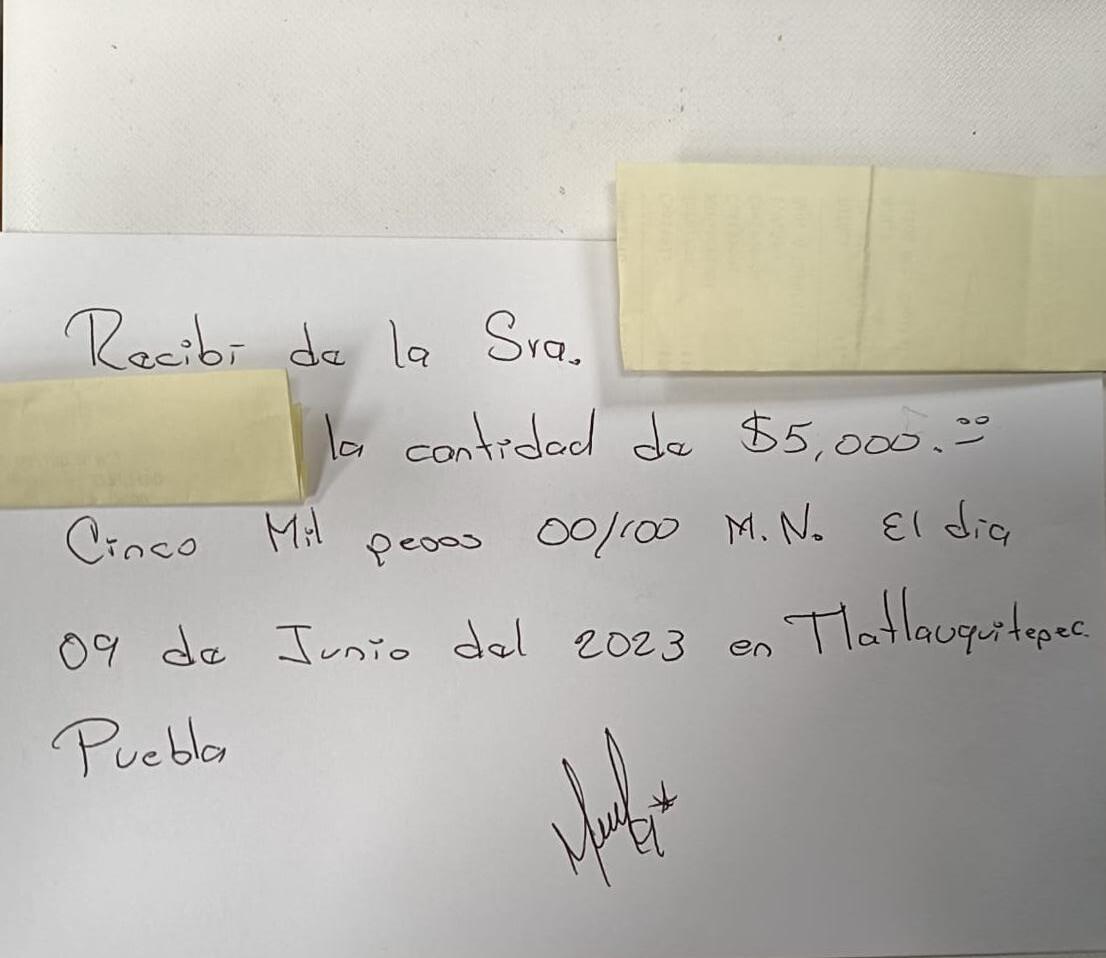 Recibí de la Sra.
la cantidad de $5,000.00
Cinco Mil pesos 00/100 M.N. El dia
09 de Junio del 2023 en Tlatlauquitepec
Puebla